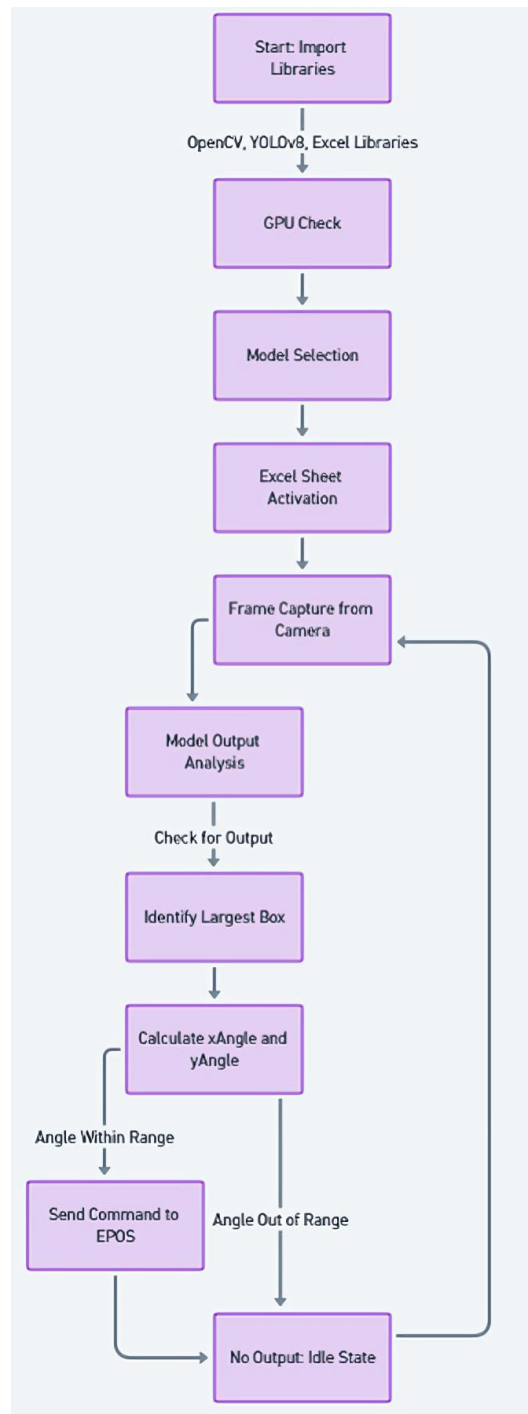 Start: Import
Libraries
OpenCV, YOLOv8, Excel Libraries
GPU Check
Model Selection
Excel Sheet
Activation
Frame Capture from
Camera
Model Output
Analysis
Check for Output
Identify Largest Box
Calculate xAngle and
yAngle
Angle Within Range
Send Command to
EPOS
Angle Out of Range
No Output: Idle State